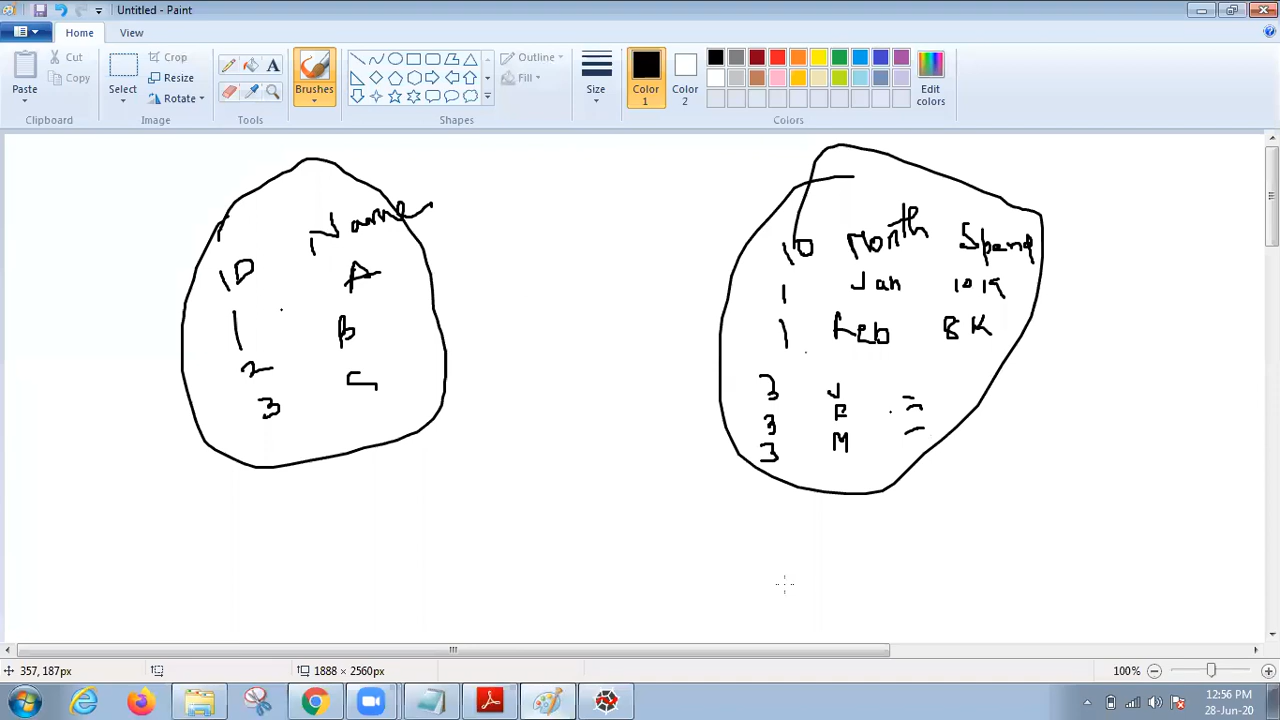 Untitled - Paint
Home View
Paste
Cut
Copy
Clipboard
Select
Crop
Resize
Rotate
Image
Tools
Brushes
Shapes
Outline
Fill
Size
Color 1
Color 2
Edit colors
Colors
Name
ID A
1 B
2 C
3
ID Month Spend
1 Jan 10K
1 Feb 8K
3 J
3 F
3 M
357, 187px
1888 × 2560px
100%
12:56 PM
28-Jun-20